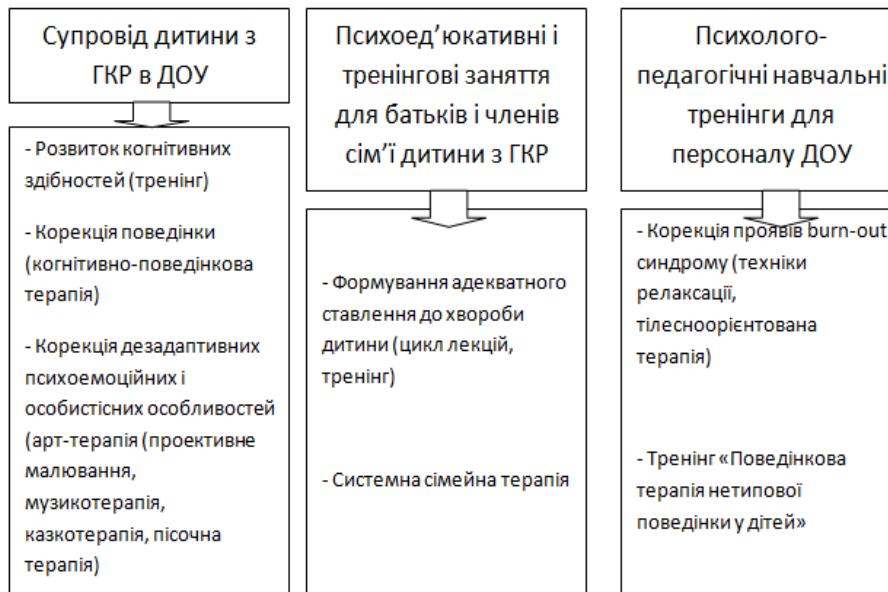 Супровід дитини з
ГКР в ДОУ
- Розвиток когнітивних
здібностей (тренінг)
- Корекція поведінки
(когнітивно-поведінкова
терапія)
- Корекція дезадаптивних
психоемоційних і
особистісних особливостей
(арт-терапія (проективне
малювання,
музикотерапія,
казкотерапія, пісочна
терапія)
Психоед’юкативні і
тренінгові заняття
для батьків і членів
сім’ї дитини з ГКР
- Формування адекватного
ставлення до хвороби
дитини (цикл лекцій,
тренінг)
- Системна сімейна терапія
Психолого-
педагогічні навчальні
тренінги для
персоналу ДОУ
- Корекція проявів burn-out
синдрому (техніки
релаксації,
тілесноорієнтована
терапія)
- Тренінг «Поведінкова
терапія нетипової
поведінки у дітей»